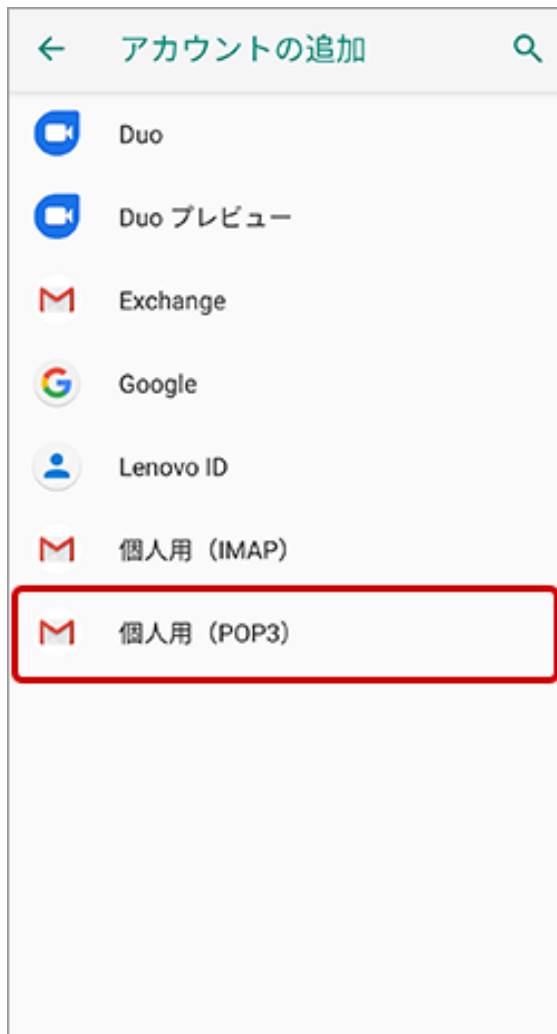 アカウントの追加
Duo
Duo プレビュー
Exchange
Google
Lenovo ID
個人用（IMAP）
個人用（POP3）